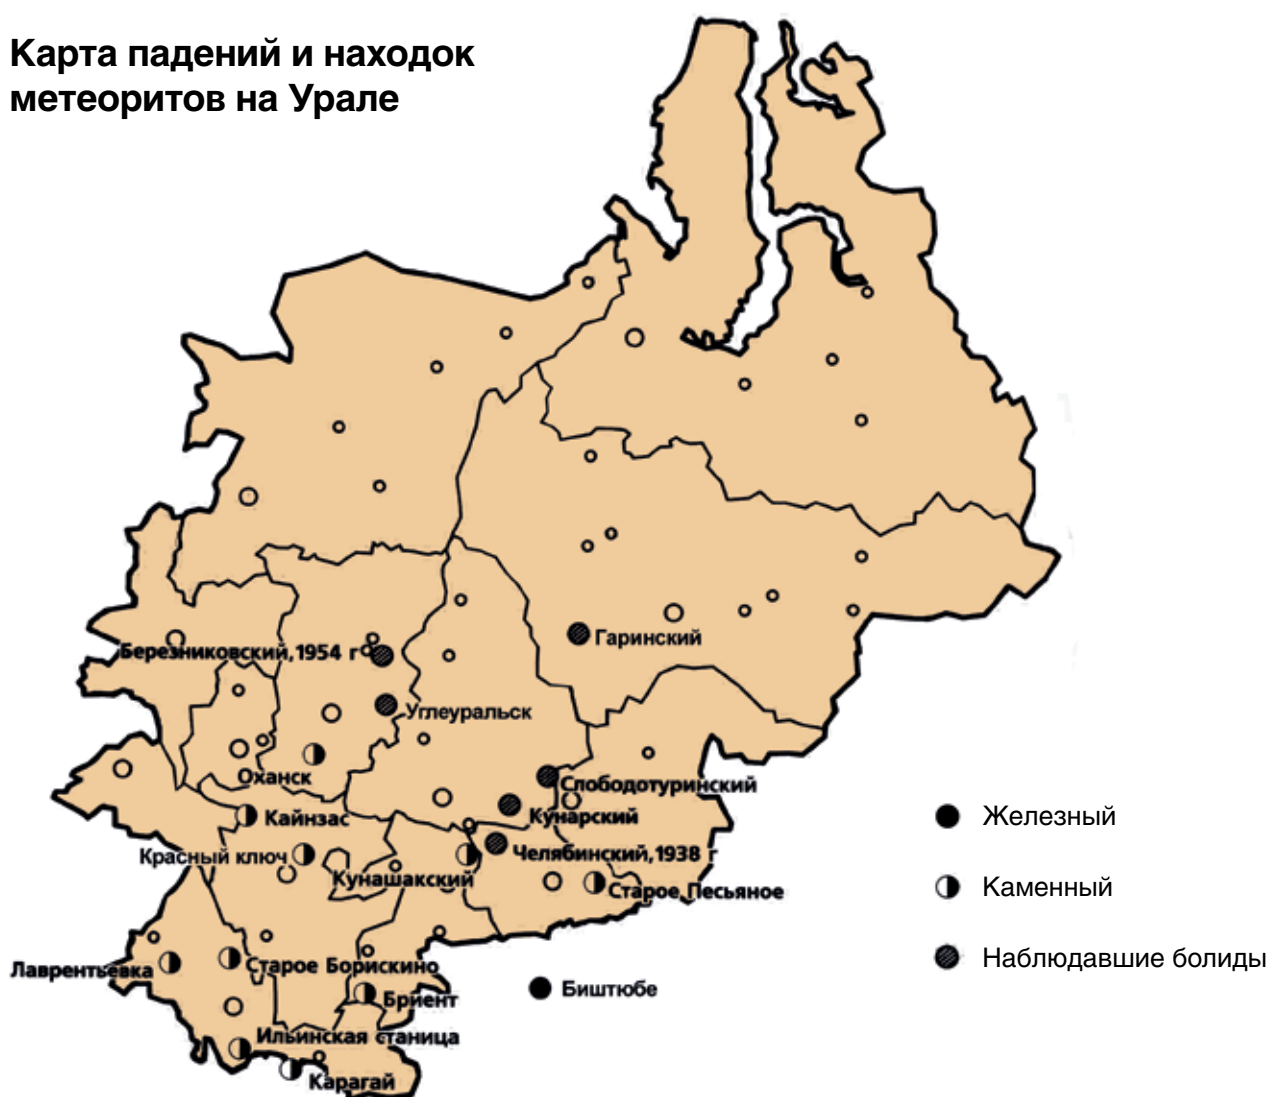 Карта падений и находок
метеоритов на Урале
Березниковский,1954 г
Гаринский
Углеуральск
Оханск
Слободотуринский
Кайнзас
Кунарский
Красный ключ
Челябинский,1938 г
Кунашакский
Старое Песьяное
Лаврентьевка
Старое Борискино
Бриент
Биштюбе
Ильинская станица
Карагай
Железный
Каменный
Наблюдавшие болиды